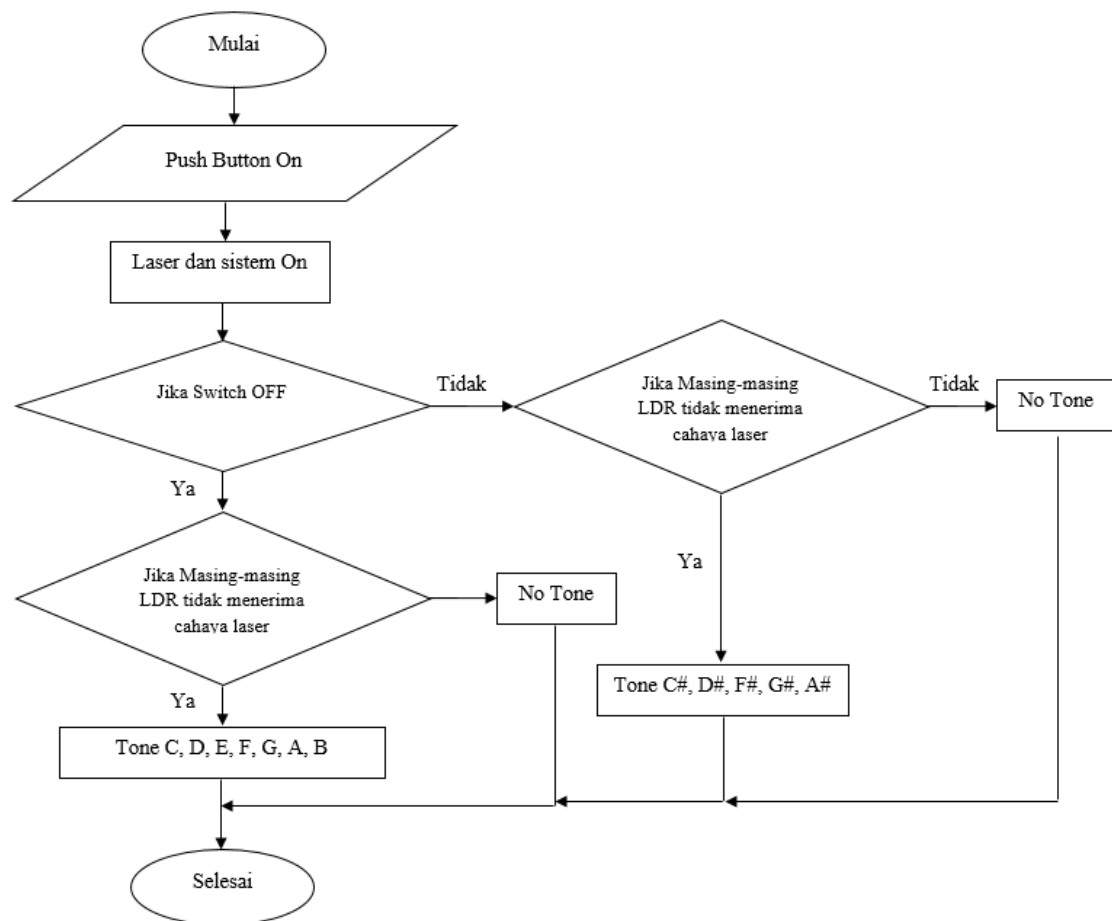 Mulai
Push Button On
Laser dan sistem On
Jika Switch OFF
Tidak
Jika Masing-masing
LDR tidak menerima
cahaya laser
Tidak
No Tone
Ya
Jika Masing-masing
LDR tidak menerima
cahaya laser
No Tone
Ya
Tone C#, D#, F#, G#, A#
Ya
Tone C, D, E, F, G, A, B
Selesai